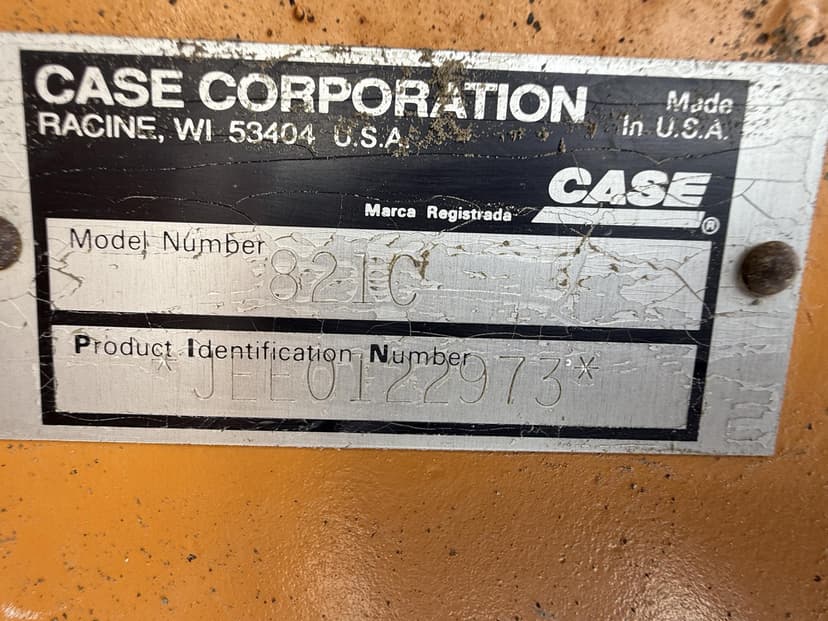 CASE CORPORATION
RACINE, WI 53404 U.S.A.
Made
In U.S.A.
CASE
Marca Registrada
®
Model Number
821C
Product Identification Number
*JEE0122973*